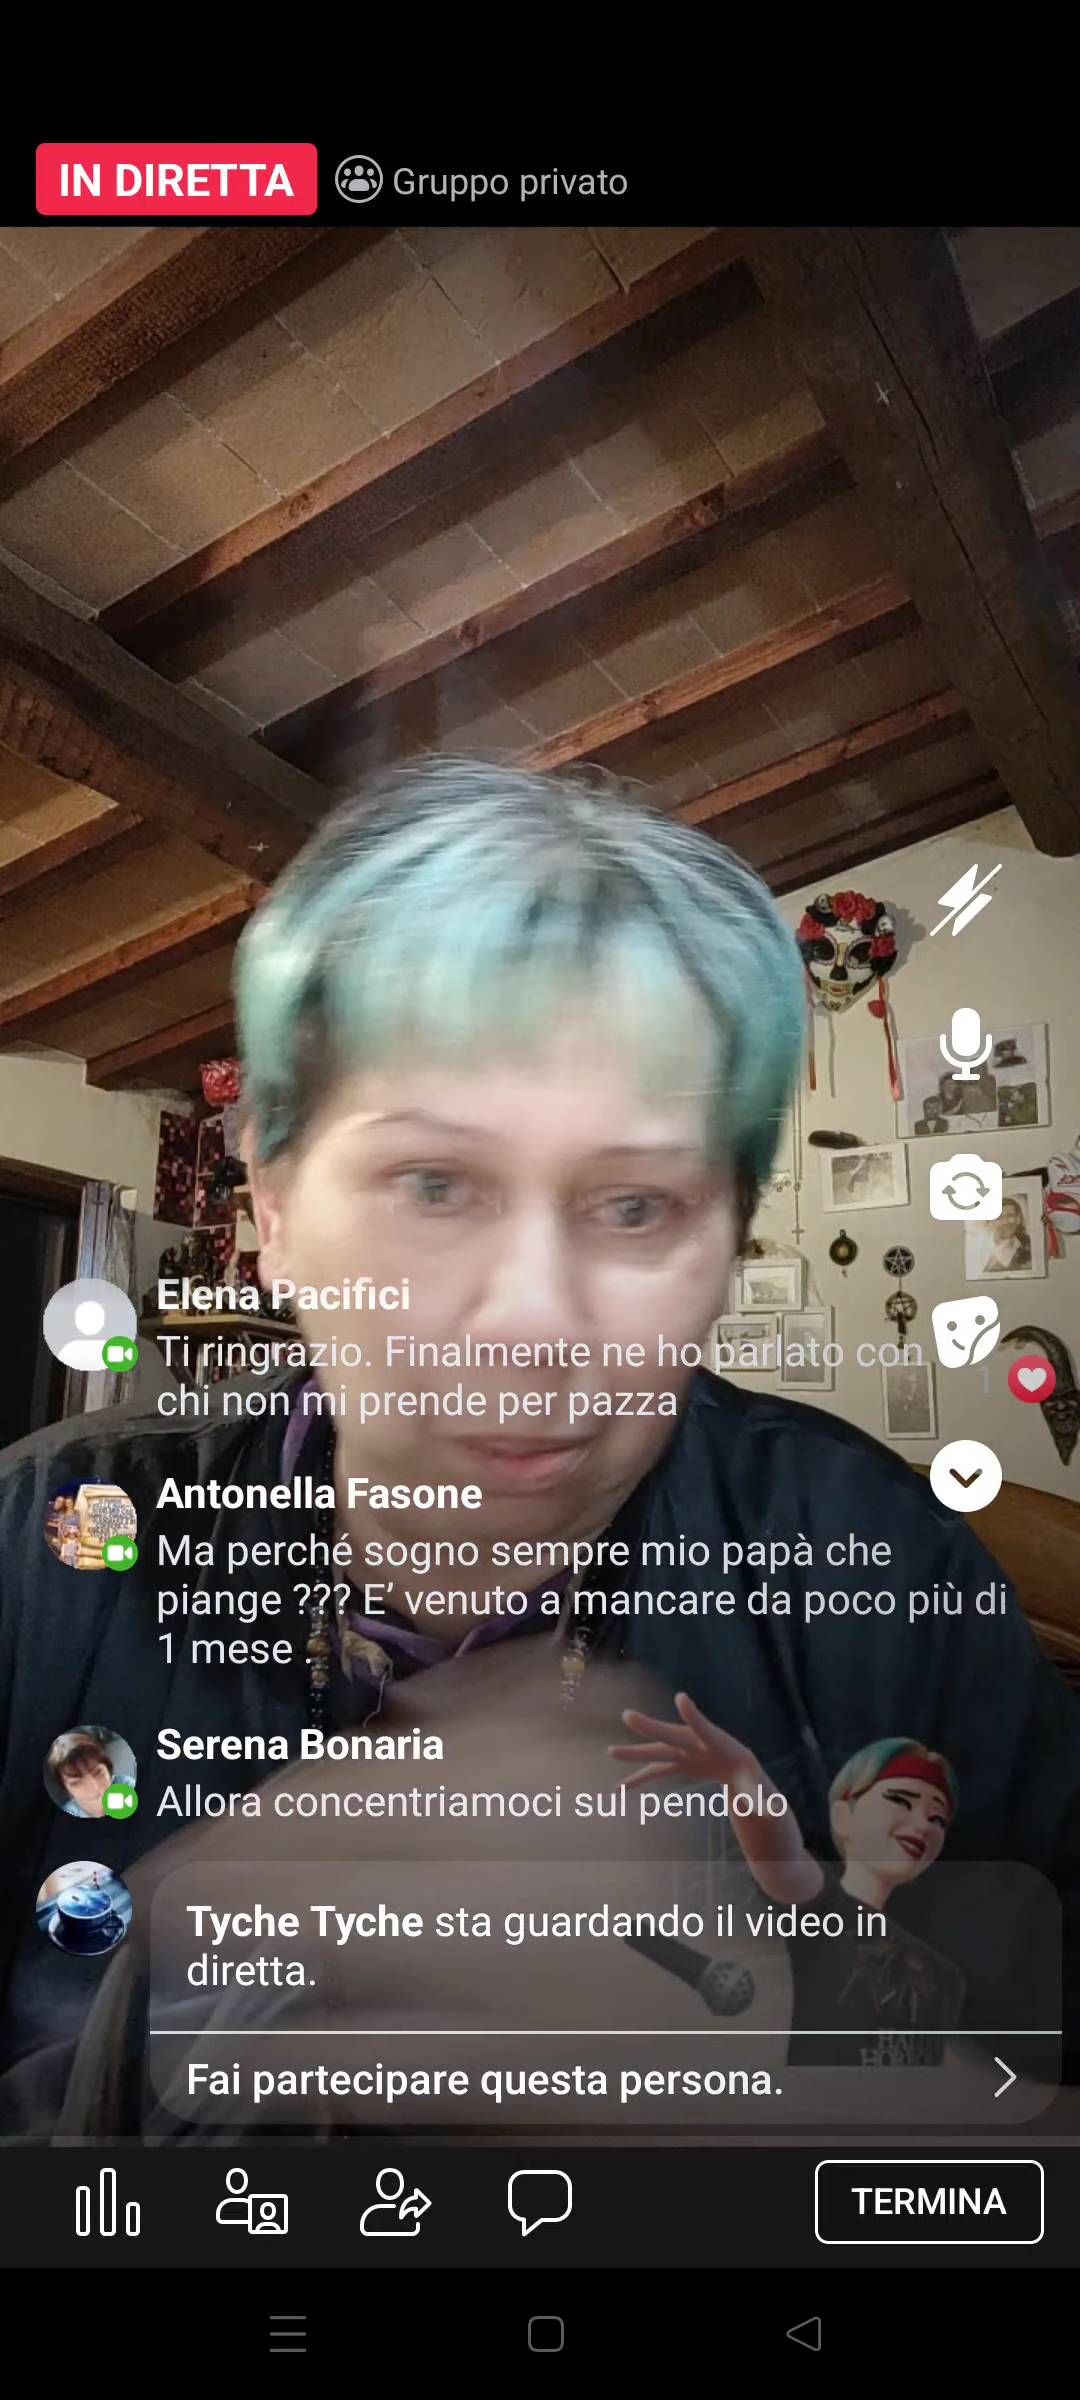 IN DIRETTA
Gruppo privato
Elena Pacifici
Ti ringrazio. Finalmente ne ho parlato con
chi non mi prende per pazza
1
Antonella Fasone
Ma perché sogno sempre mio papà che
piange ??? E’ venuto a mancare da poco più di
1 mese .
Serena Bonaria
Allora concentriamoci sul pendolo
Tyche Tyche sta guardando il video in
diretta.
Fai partecipare questa persona.
TERMINA